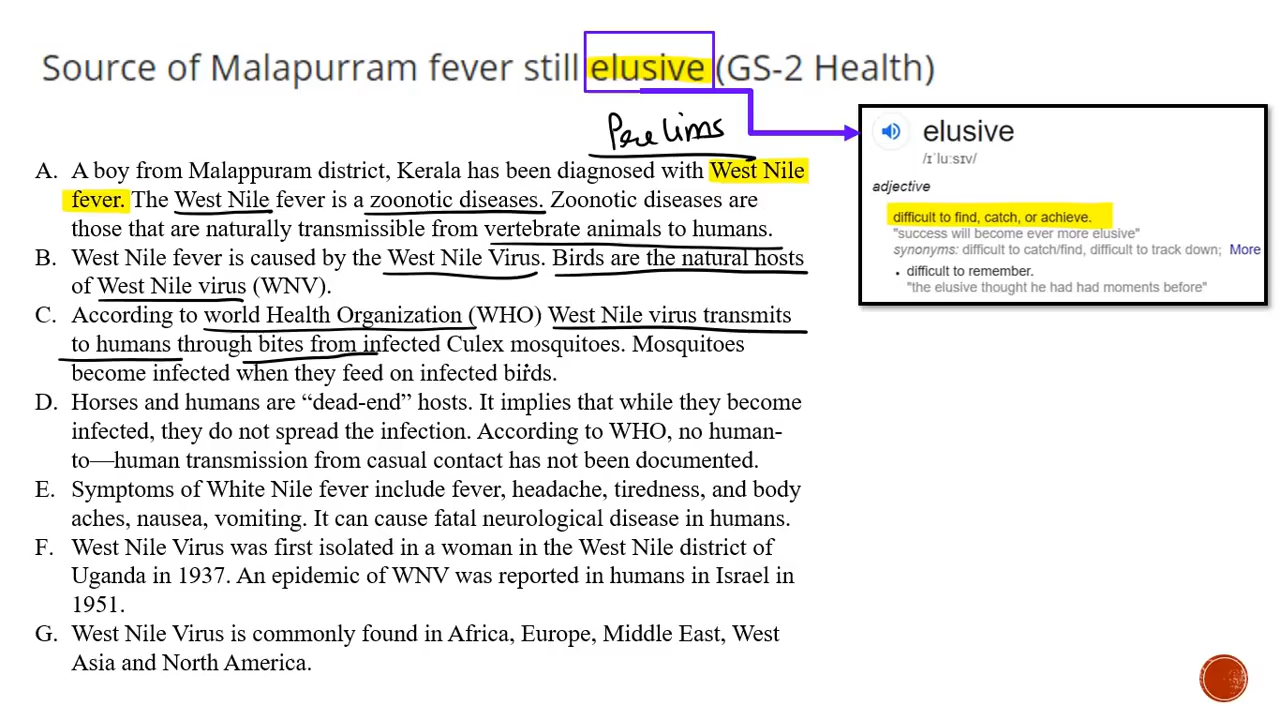 Source of Malapurram fever still elusive (GS-2 Health)
Prelims
A. A boy from Malappuram district, Kerala has been diagnosed with West Nile
fever. The West Nile fever is a zoonotic diseases. Zoonotic diseases are
those that are naturally transmissible from vertebrate animals to humans.
B. West Nile fever is caused by the West Nile Virus. Birds are the natural hosts
of West Nile virus (WNV).
C. According to world Health Organization (WHO) West Nile virus transmits
to humans through bites from infected Culex mosquitoes. Mosquitoes
become infected when they feed on infected birds.
D. Horses and humans are “dead-end” hosts. It implies that while they become
infected, they do not spread the infection. According to WHO, no human-
to—human transmission from casual contact has not been documented.
E. Symptoms of White Nile fever include fever, headache, tiredness, and body
aches, nausea, vomiting. It can cause fatal neurological disease in humans.
F. West Nile Virus was first isolated in a woman in the West Nile district of
Uganda in 1937. An epidemic of WNV was reported in humans in Israel in
1951.
G. West Nile Virus is commonly found in Africa, Europe, Middle East, West
Asia and North America.
elusive
/ɪˈluːsɪv/
adjective
difficult to find, catch, or achieve.
"success will become ever more elusive"
synonyms: difficult to catch/find, difficult to track down; More
• difficult to remember.
"the elusive thought he had had moments before"